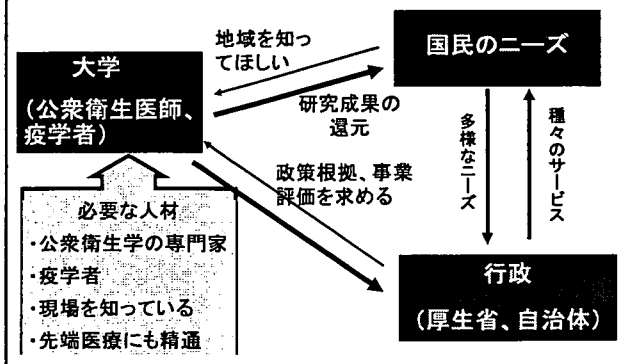 大学
(公衆衛生医師、
疫学者)
地域を知っ
てほしい
国民のニーズ
研究成果の
還元
多様なニーズ
種々のサービス
政策根拠、事業
評価を求める
必要な人材
・公衆衛生学の専門家
・疫学者
・現場を知っている
・先端医療にも精通
行政
(厚生省、自治体)